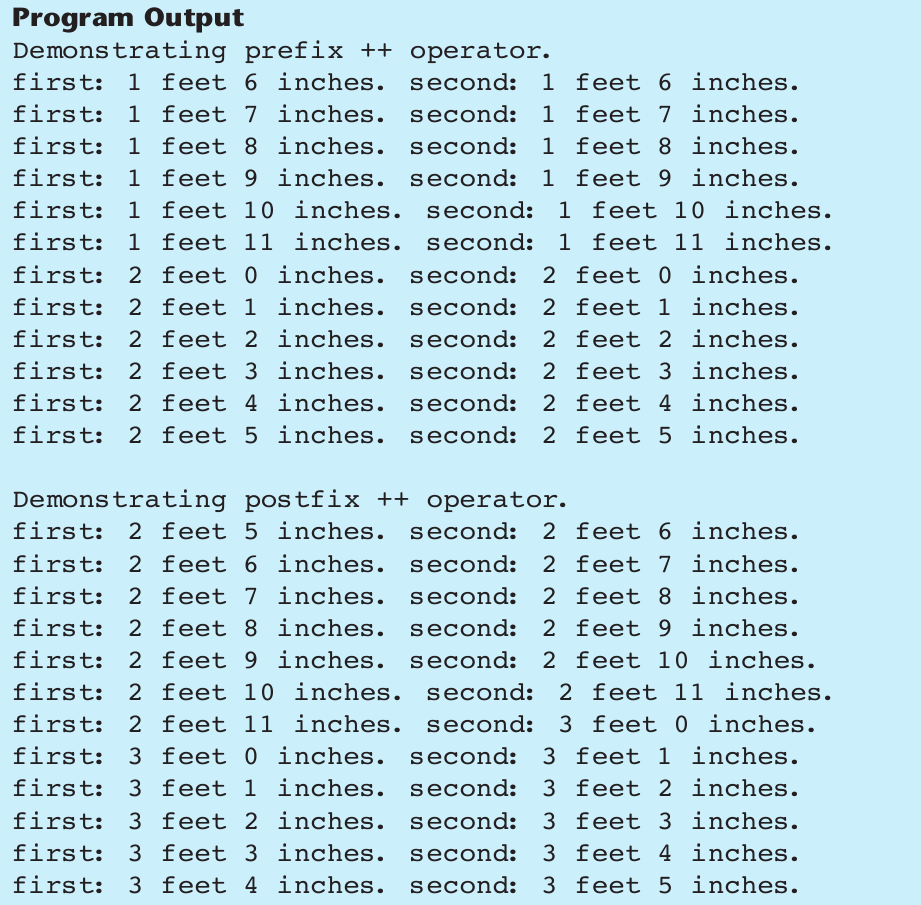 Program Output
Demonstrating prefix ++ operator.
first: 1 feet 6 inches. second: 1 feet 6 inches.
first: 1 feet 7 inches. second: 1 feet 7 inches.
first: 1 feet 8 inches. second: 1 feet 8 inches.
first: 1 feet 9 inches. second: 1 feet 9 inches.
first: 1 feet 10 inches. second: 1 feet 10 inches.
first: 1 feet 11 inches. second: 1 feet 11 inches.
first: 2 feet 0 inches. second: 2 feet 0 inches.
first: 2 feet 1 inches. second: 2 feet 1 inches.
first: 2 feet 2 inches. second: 2 feet 2 inches.
first: 2 feet 3 inches. second: 2 feet 3 inches.
first: 2 feet 4 inches. second: 2 feet 4 inches.
first: 2 feet 5 inches. second: 2 feet 5 inches.

Demonstrating postfix ++ operator.
first: 2 feet 5 inches. second: 2 feet 6 inches.
first: 2 feet 6 inches. second: 2 feet 7 inches.
first: 2 feet 7 inches. second: 2 feet 8 inches.
first: 2 feet 8 inches. second: 2 feet 9 inches.
first: 2 feet 9 inches. second: 2 feet 10 inches.
first: 2 feet 10 inches. second: 2 feet 11 inches.
first: 2 feet 11 inches. second: 3 feet 0 inches.
first: 3 feet 0 inches. second: 3 feet 1 inches.
first: 3 feet 1 inches. second: 3 feet 2 inches.
first: 3 feet 2 inches. second: 3 feet 3 inches.
first: 3 feet 3 inches. second: 3 feet 4 inches.
first: 3 feet 4 inches. second: 3 feet 5 inches.